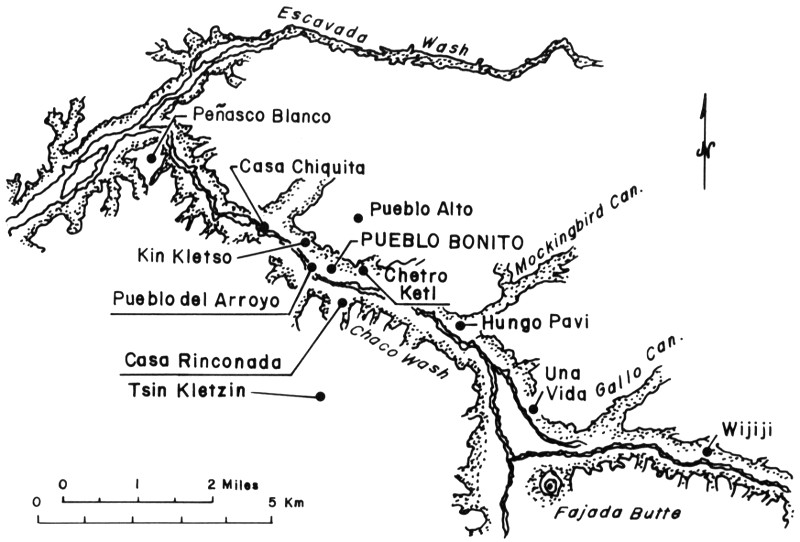 Escavada Wash
Peñasco Blanco
N
Casa Chiquita
Pueblo Alto
Mockingbird Can.
Kin Kletso
PUEBLO BONITO
Chetro
Ketl
Pueblo del Arroyo
Hungo Pavi
Chaco Wash
Casa Rinconada
Una
Vida
Gallo Can.
Tsin Kletzin
Wijiji
0 1 2 Miles
0 5 Km
Fajada Butte